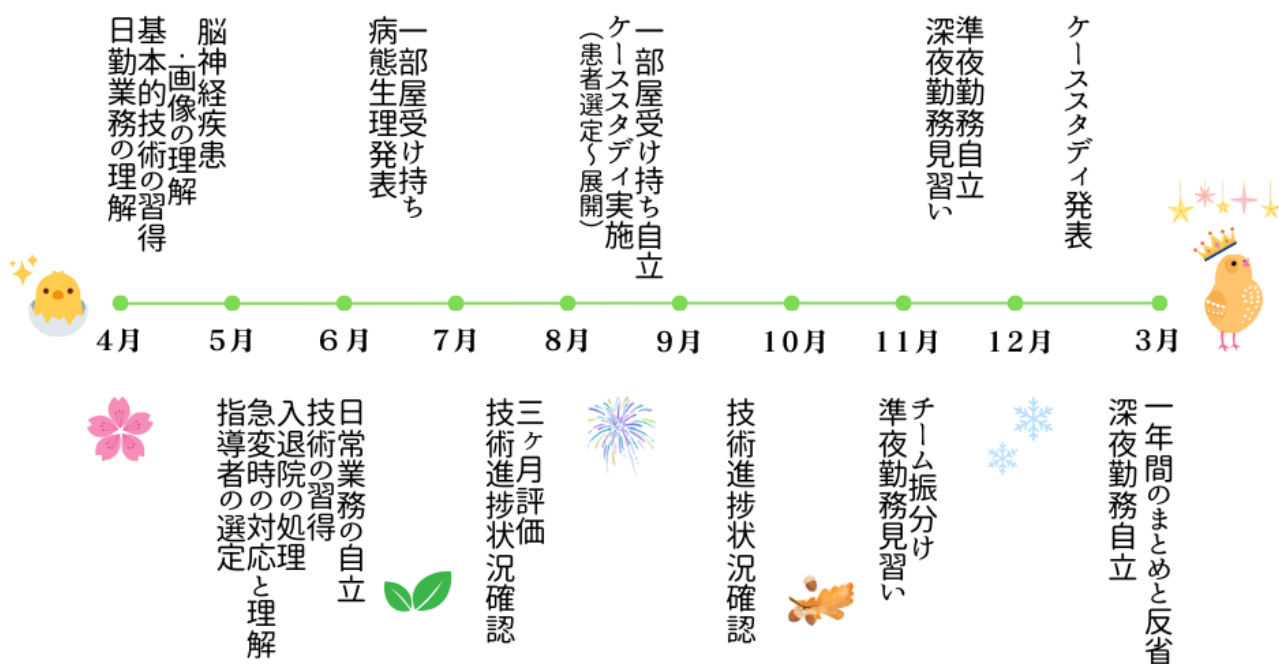 脳神経疾患
・画像の理解
基本的技術の習得
日勤業務の理解
一部屋受け持ち
病態生理発表
一部屋受け持ち自立
ケーススタディ実施
（患者選定～展開）
準夜勤務自立
深夜勤務見習い
ケーススタディ発表
4月
5月
6月
7月
8月
9月
10月
11月
12月
3月
日常業務の自立
技術の習得
入退院の処理
急変時の対応と理解
指導者の選定
三ヶ月評価
技術進捗状況確認
技術進捗状況確認
チーム振分け
準夜勤務見習い
一年間のまとめと反省
深夜勤務自立